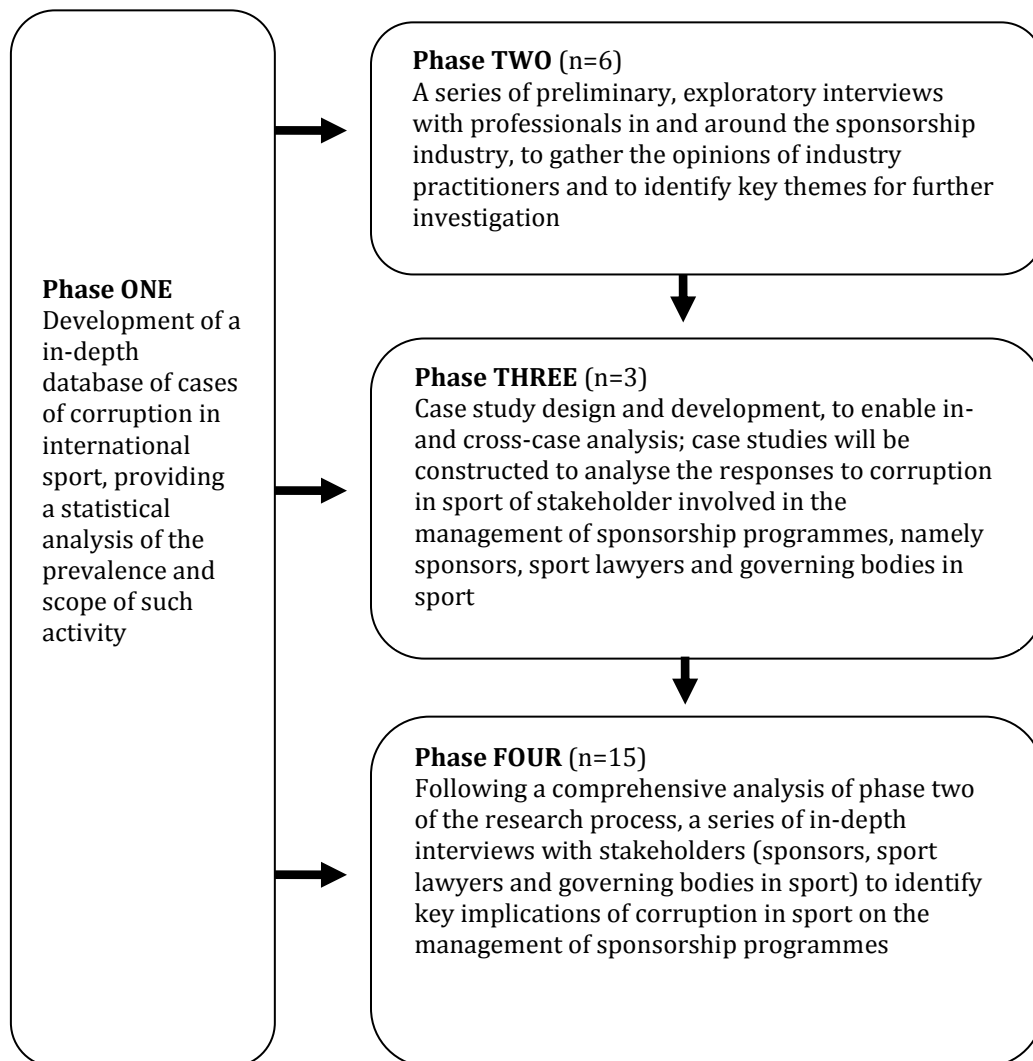 Phase ONE
Development of a
in-depth
database of cases
of corruption in
international
sport, providing
a statistical
analysis of the
prevalence and
scope of such
activity
Phase TWO (n=6)
A series of preliminary, exploratory interviews
with professionals in and around the sponsorship
industry, to gather the opinions of industry
practitioners and to identify key themes for further
investigation
Phase THREE (n=3)
Case study design and development, to enable in-
and cross-case analysis; case studies will be
constructed to analyse the responses to corruption
in sport of stakeholder involved in the
management of sponsorship programmes, namely
sponsors, sport lawyers and governing bodies in
sport
Phase FOUR (n=15)
Following a comprehensive analysis of phase two
of the research process, a series of in-depth
interviews with stakeholders (sponsors, sport
lawyers and governing bodies in sport) to identify
key implications of corruption in sport on the
management of sponsorship programmes